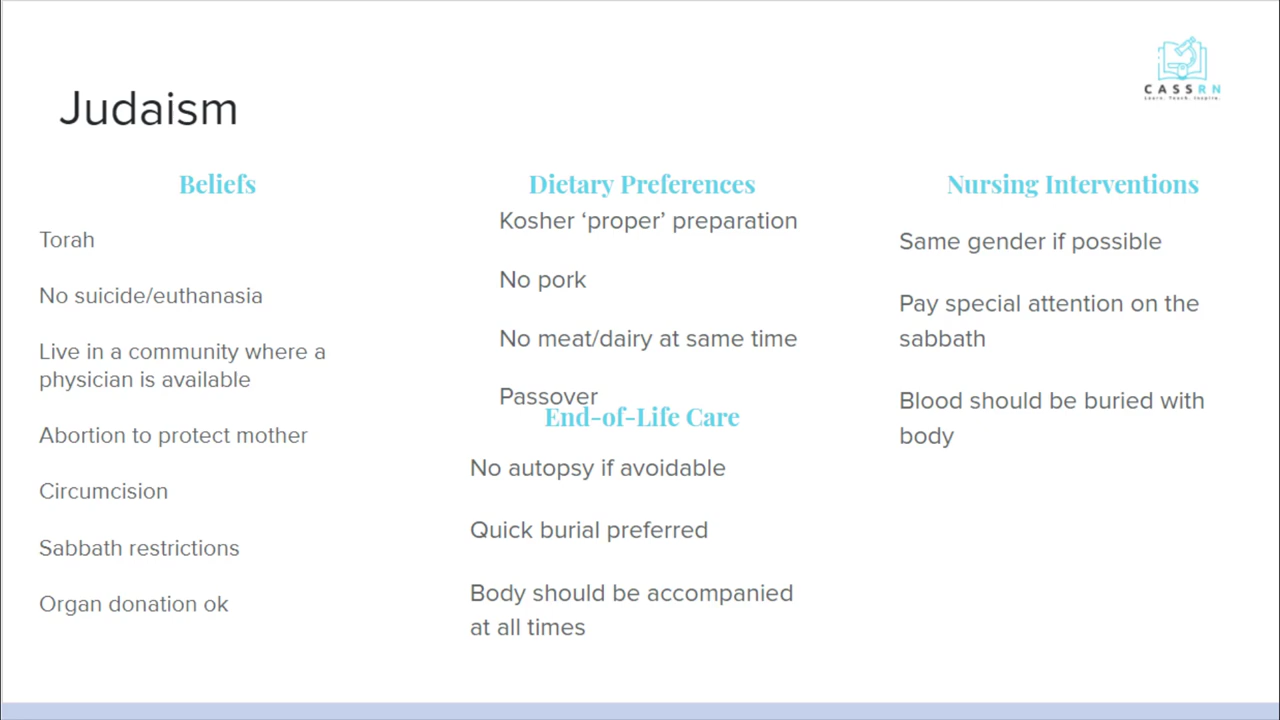 CASSRN
Learn. Teach. Inspire.
Judaism
Beliefs
Torah
No suicide/euthanasia
Live in a community where a
physician is available
Abortion to protect mother
Circumcision
Sabbath restrictions
Organ donation ok
Dietary Preferences
Kosher ‘proper’ preparation
No pork
No meat/dairy at same time
Passover
End-of-Life Care
No autopsy if avoidable
Quick burial preferred
Body should be accompanied
at all times
Nursing Interventions
Same gender if possible
Pay special attention on the
sabbath
Blood should be buried with
body